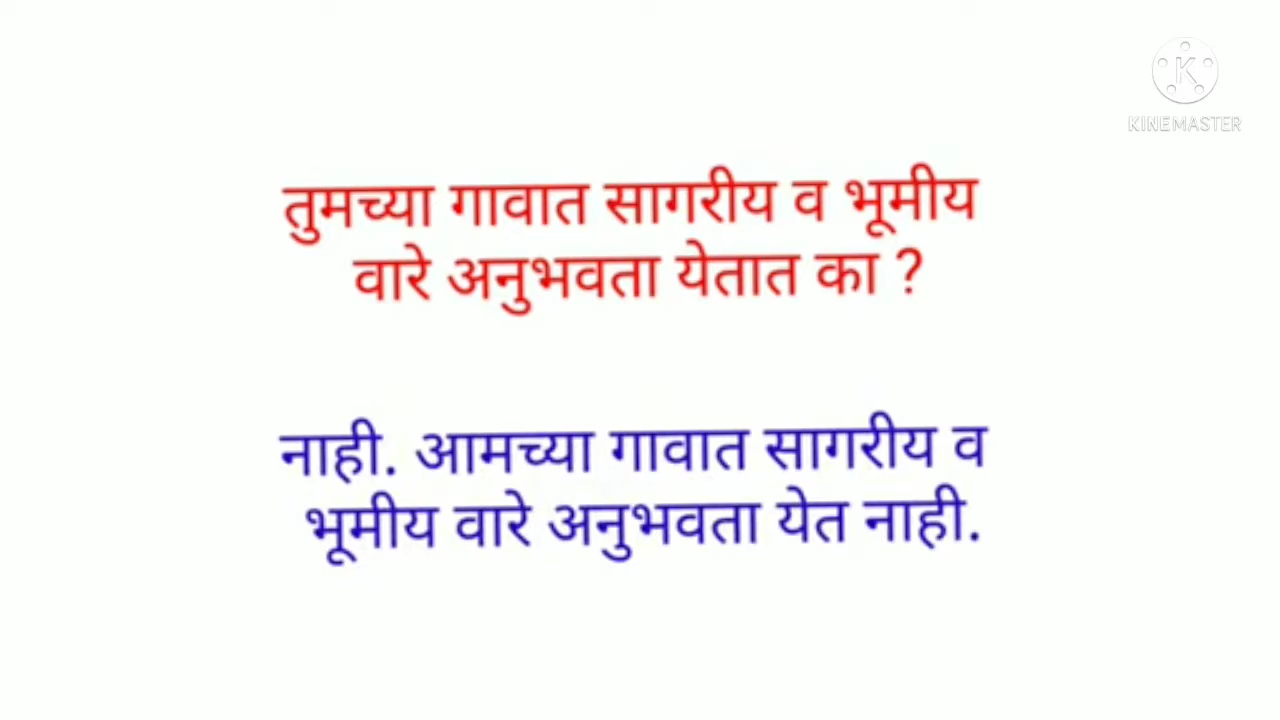 KINEMASTER
तुमच्या गावात सागरीय व भूमीय
वारे अनुभवता येतात का ?
नाही. आमच्या गावात सागरीय व
भूमीय वारे अनुभवता येत नाही.